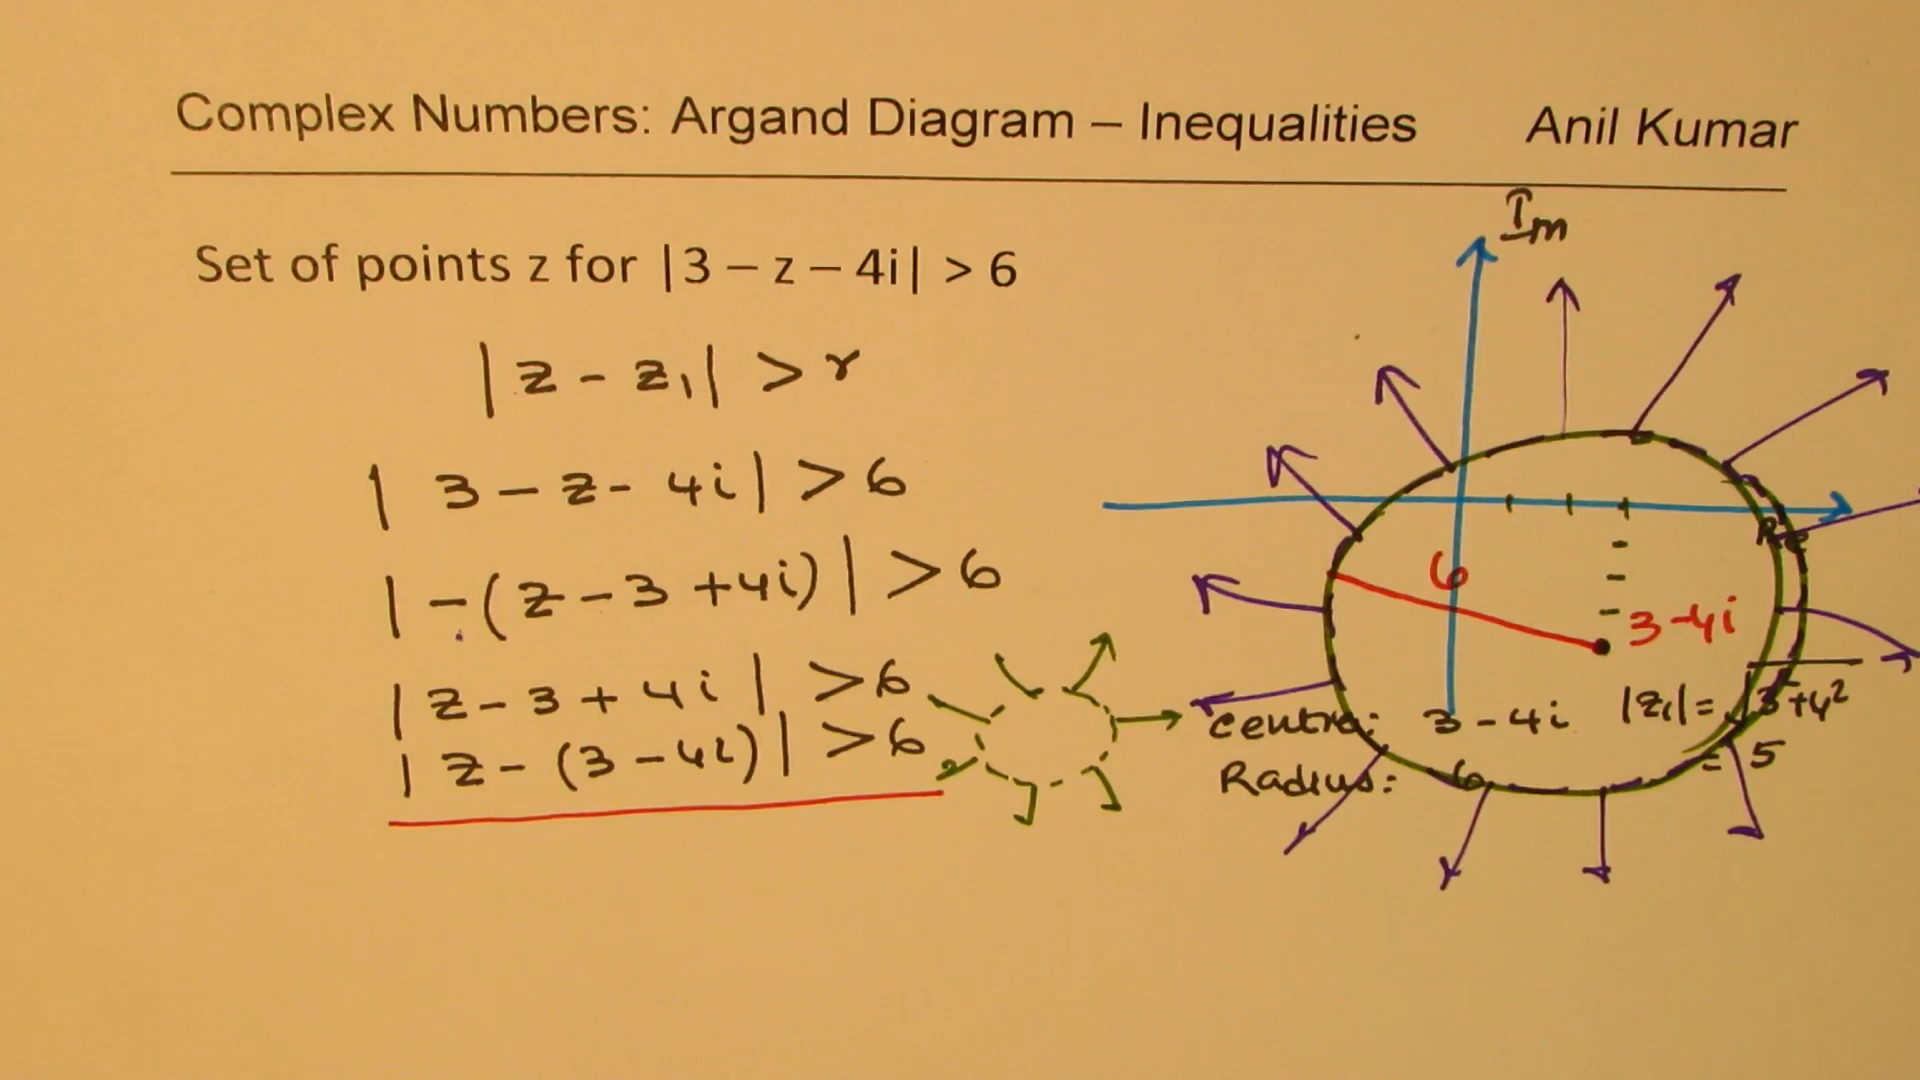 Complex Numbers: Argand Diagram – Inequalities Anil Kumar
Set of points z for |3 – z – 4i| > 6
|z - z₁| > r
|3 - z - 4i| > 6
|-(z - 3 + 4i)| > 6
|z - 3 + 4i| > 6
|z - (3 - 4i)| > 6
Im
Re
6
3-4i
centre: 3 - 4i
Radius: 6
|z₁| = √3²+4²
= 5